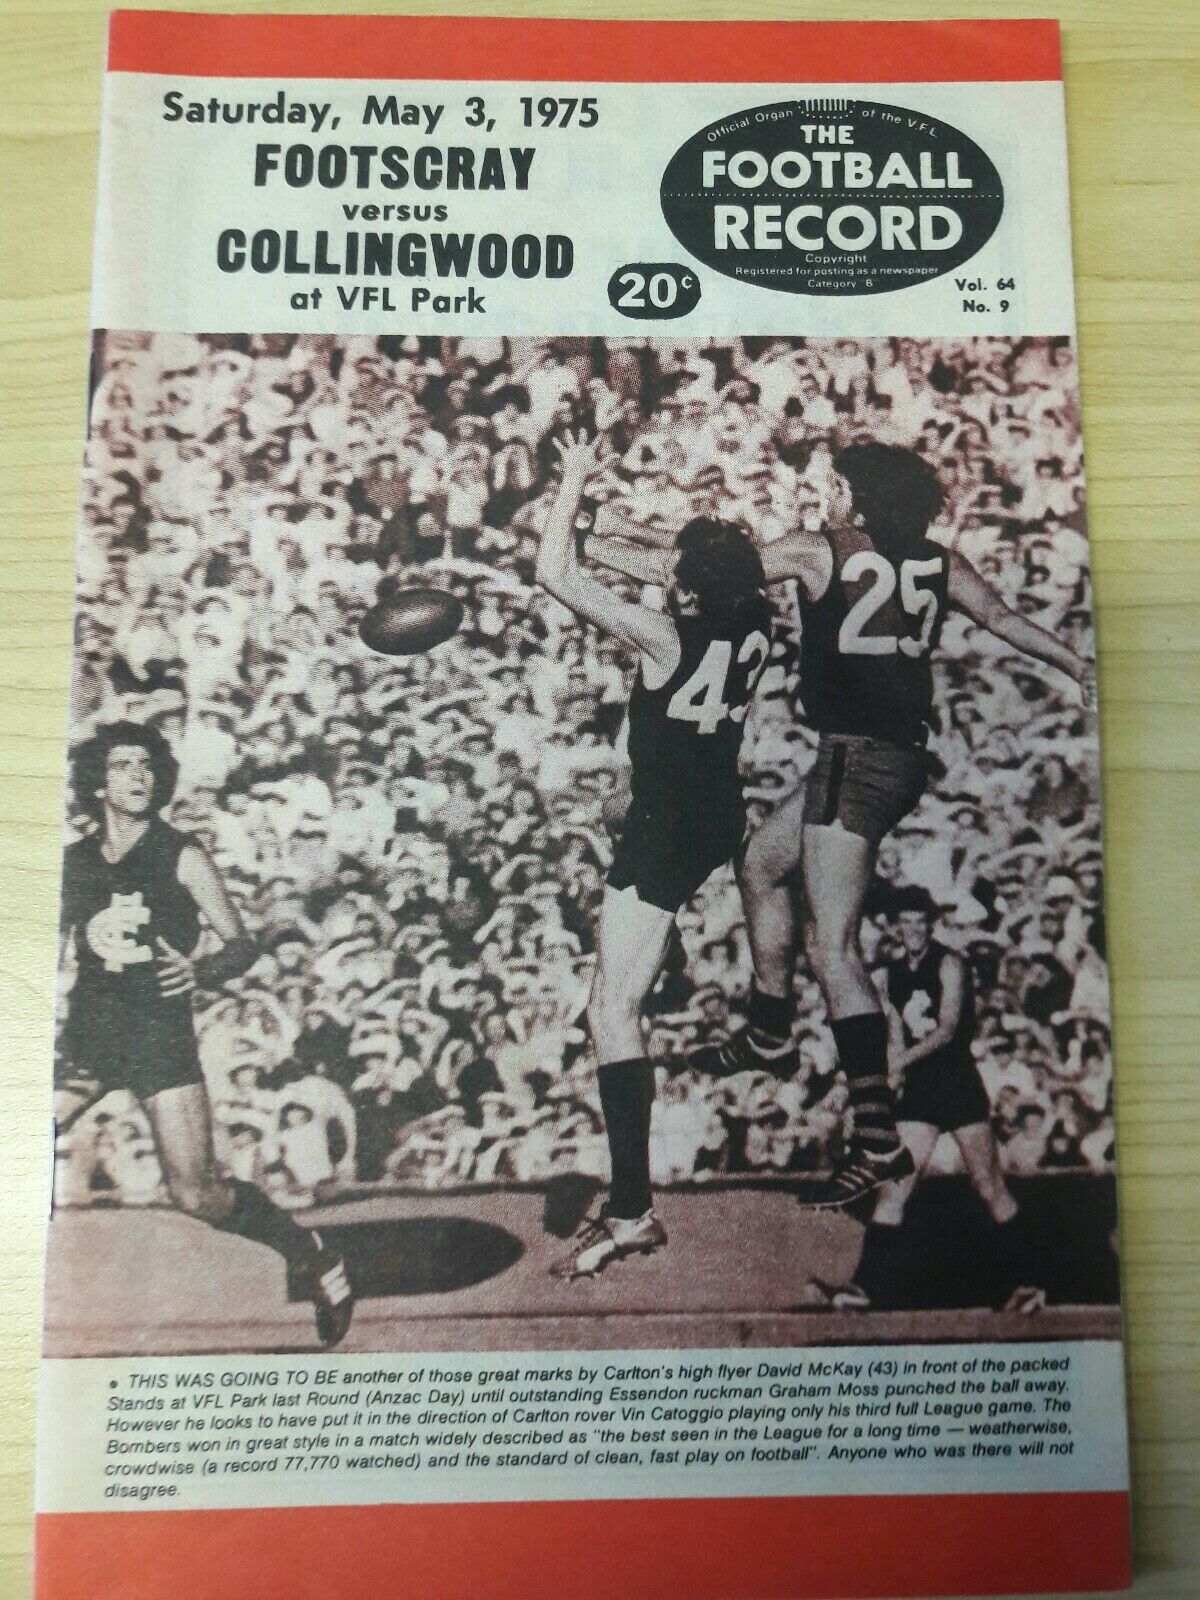 Saturday, May 3, 1975
FOOTSCRAY
versus
COLLINGWOOD
at VFL Park
20c
Official Organ of the V.F.L.
THE
FOOTBALL
RECORD
Copyright
Registered for posting as a newspaper
Category "B"
Vol. 64
No. 9
43
25
CFC
• THIS WAS GOING TO BE another of those great marks by Carlton's high flyer David McKay (43) in front of the packed
Stands at VFL Park last Round (Anzac Day) until outstanding Essendon ruckman Graham Moss punched the ball away.
However he looks to have put it in the direction of Carlton rover Vin Catoggio playing only his third full League game. The
Bombers won in great style in a match widely described as "the best seen in the League for a long time — weatherwise,
crowdwise (a record 77,770 watched) and the standard of clean, fast play on football". Anyone who was there will not
disagree.